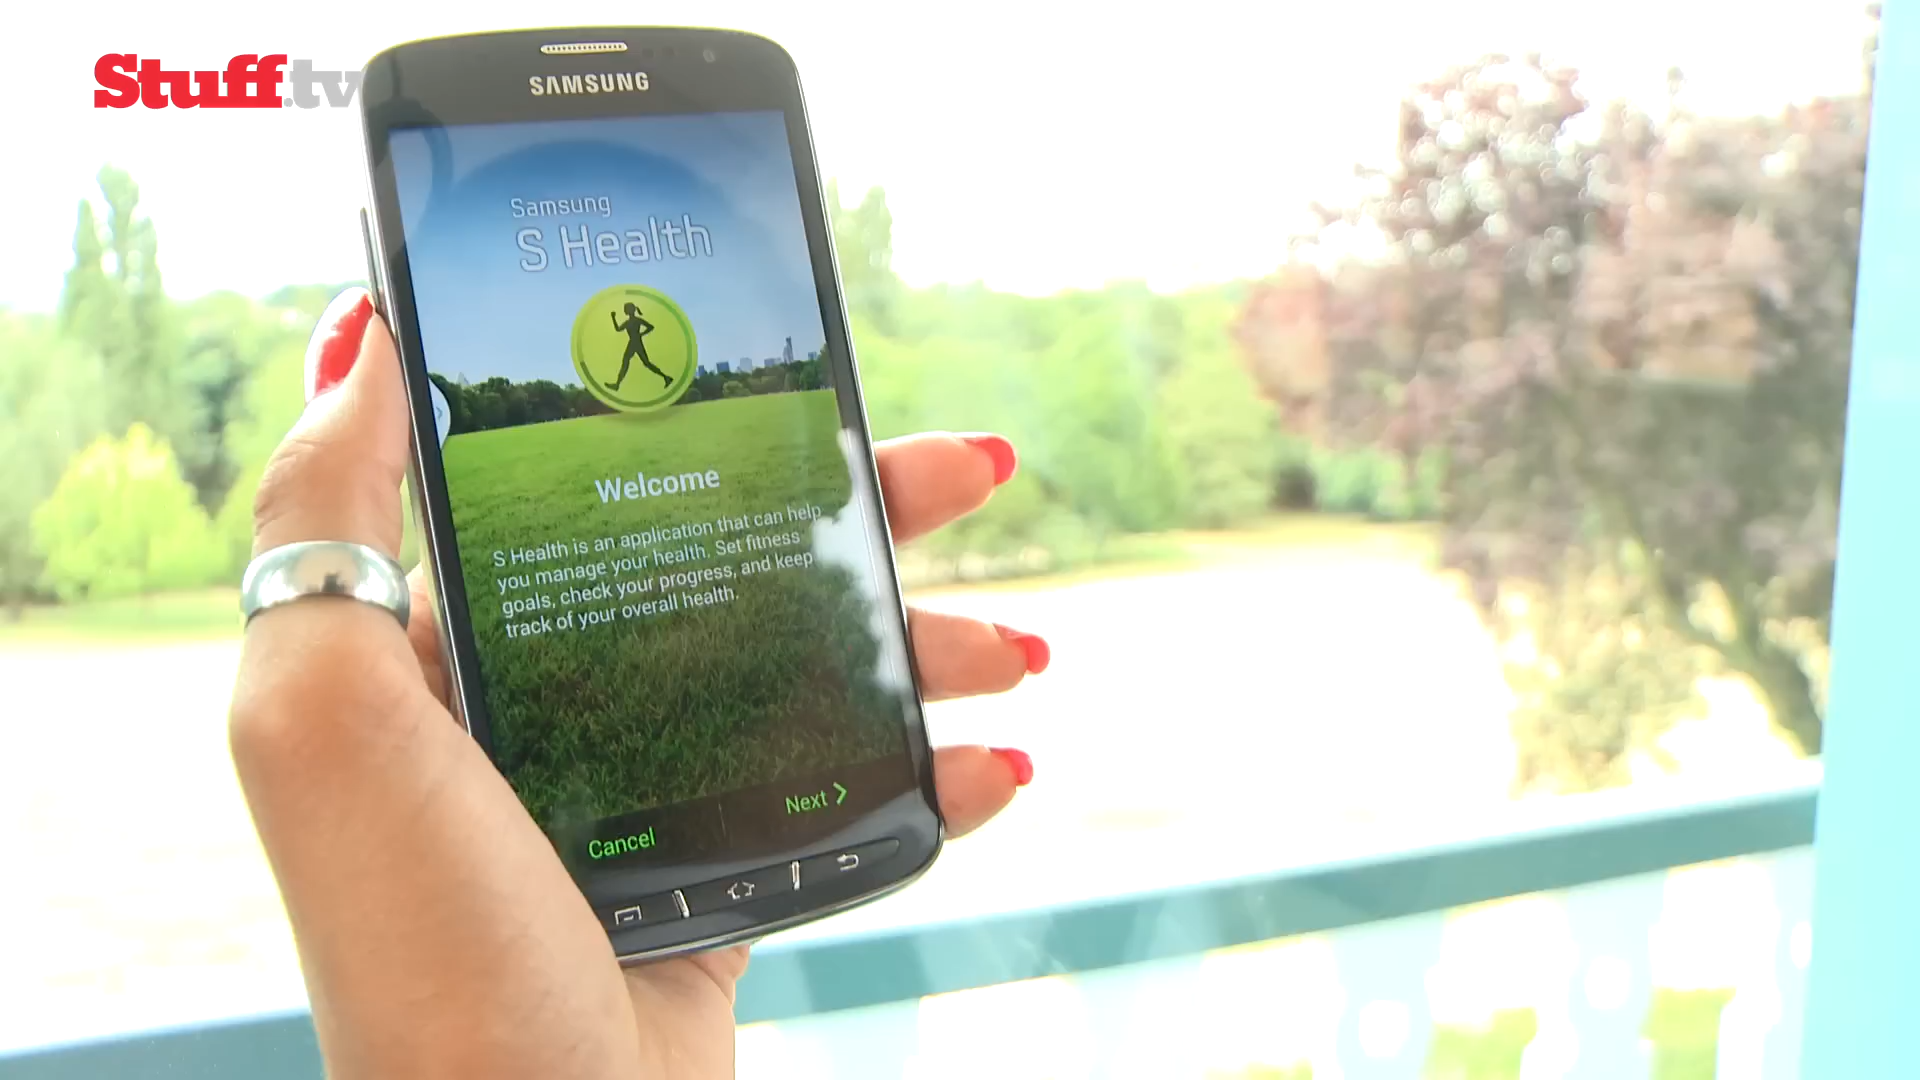 Stuff.tv
SAMSUNG
Samsung
S Health
Welcome
S Health is an application that can help
you manage your health. Set fitness
goals, check your progress, and keep
track of your overall health.
Cancel
Next